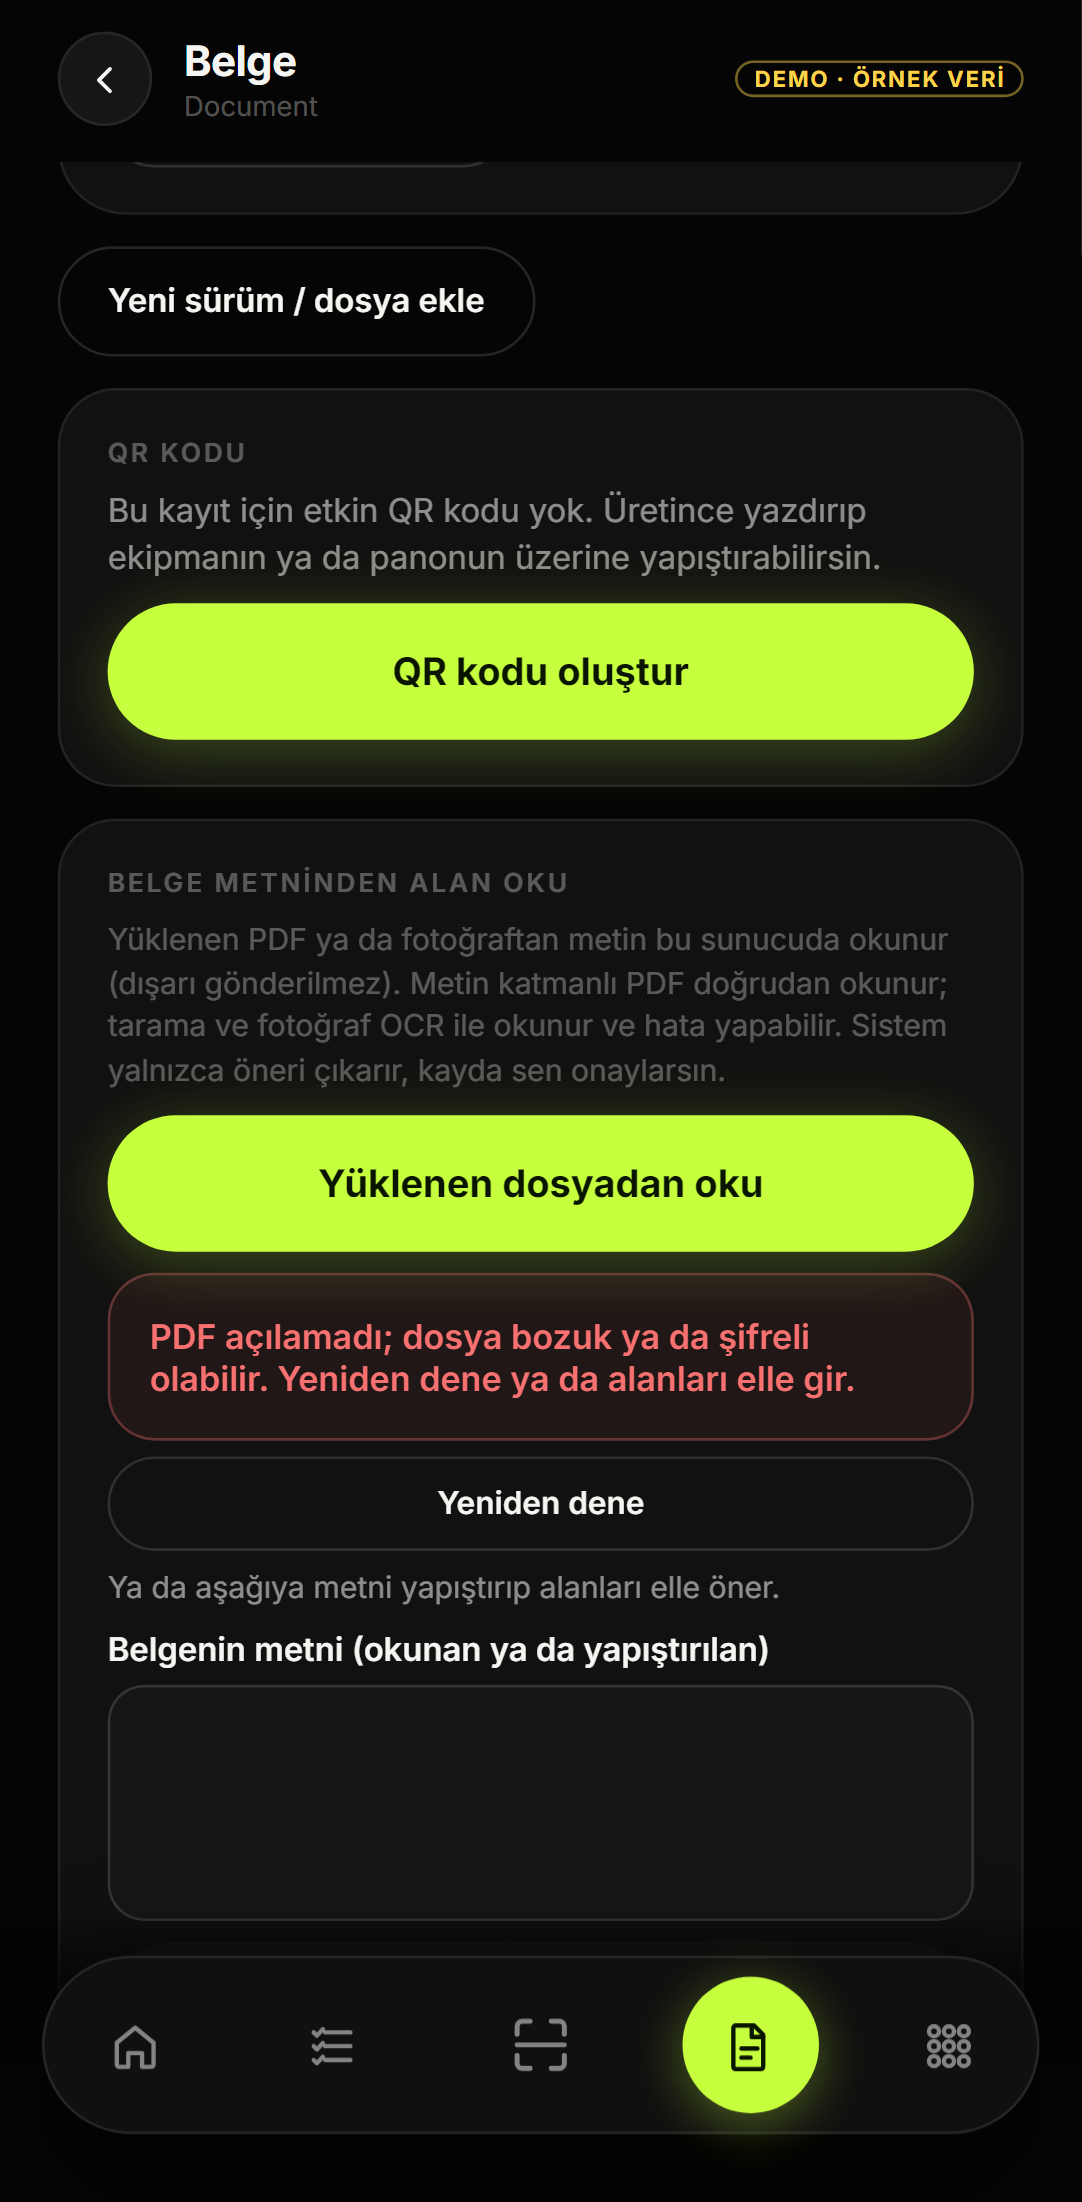 Belge
Document
DEMO · ÖRNEK VERİ
Yeni sürüm / dosya ekle
QR KODU
Bu kayıt için etkin QR kodu yok. Üretince yazdırıp
ekipmanın ya da panonun üzerine yapıştırabilirsin.
QR kodu oluştur
BELGE METNİNDEN ALAN OKU
Yüklenen PDF ya da fotoğraftan metin bu sunucuda okunur
(dışarı gönderilmez). Metin katmanlı PDF doğrudan okunur;
tarama ve fotoğraf OCR ile okunur ve hata yapabilir. Sistem
yalnızca öneri çıkarır, kayda sen onaylarsın.
Yüklenen dosyadan oku
PDF açılamadı; dosya bozuk ya da şifreli
olabilir. Yeniden dene ya da alanları elle gir.
Yeniden dene
Ya da aşağıya metni yapıştırıp alanları elle öner.
Belgenin metni (okunan ya da yapıştırılan)